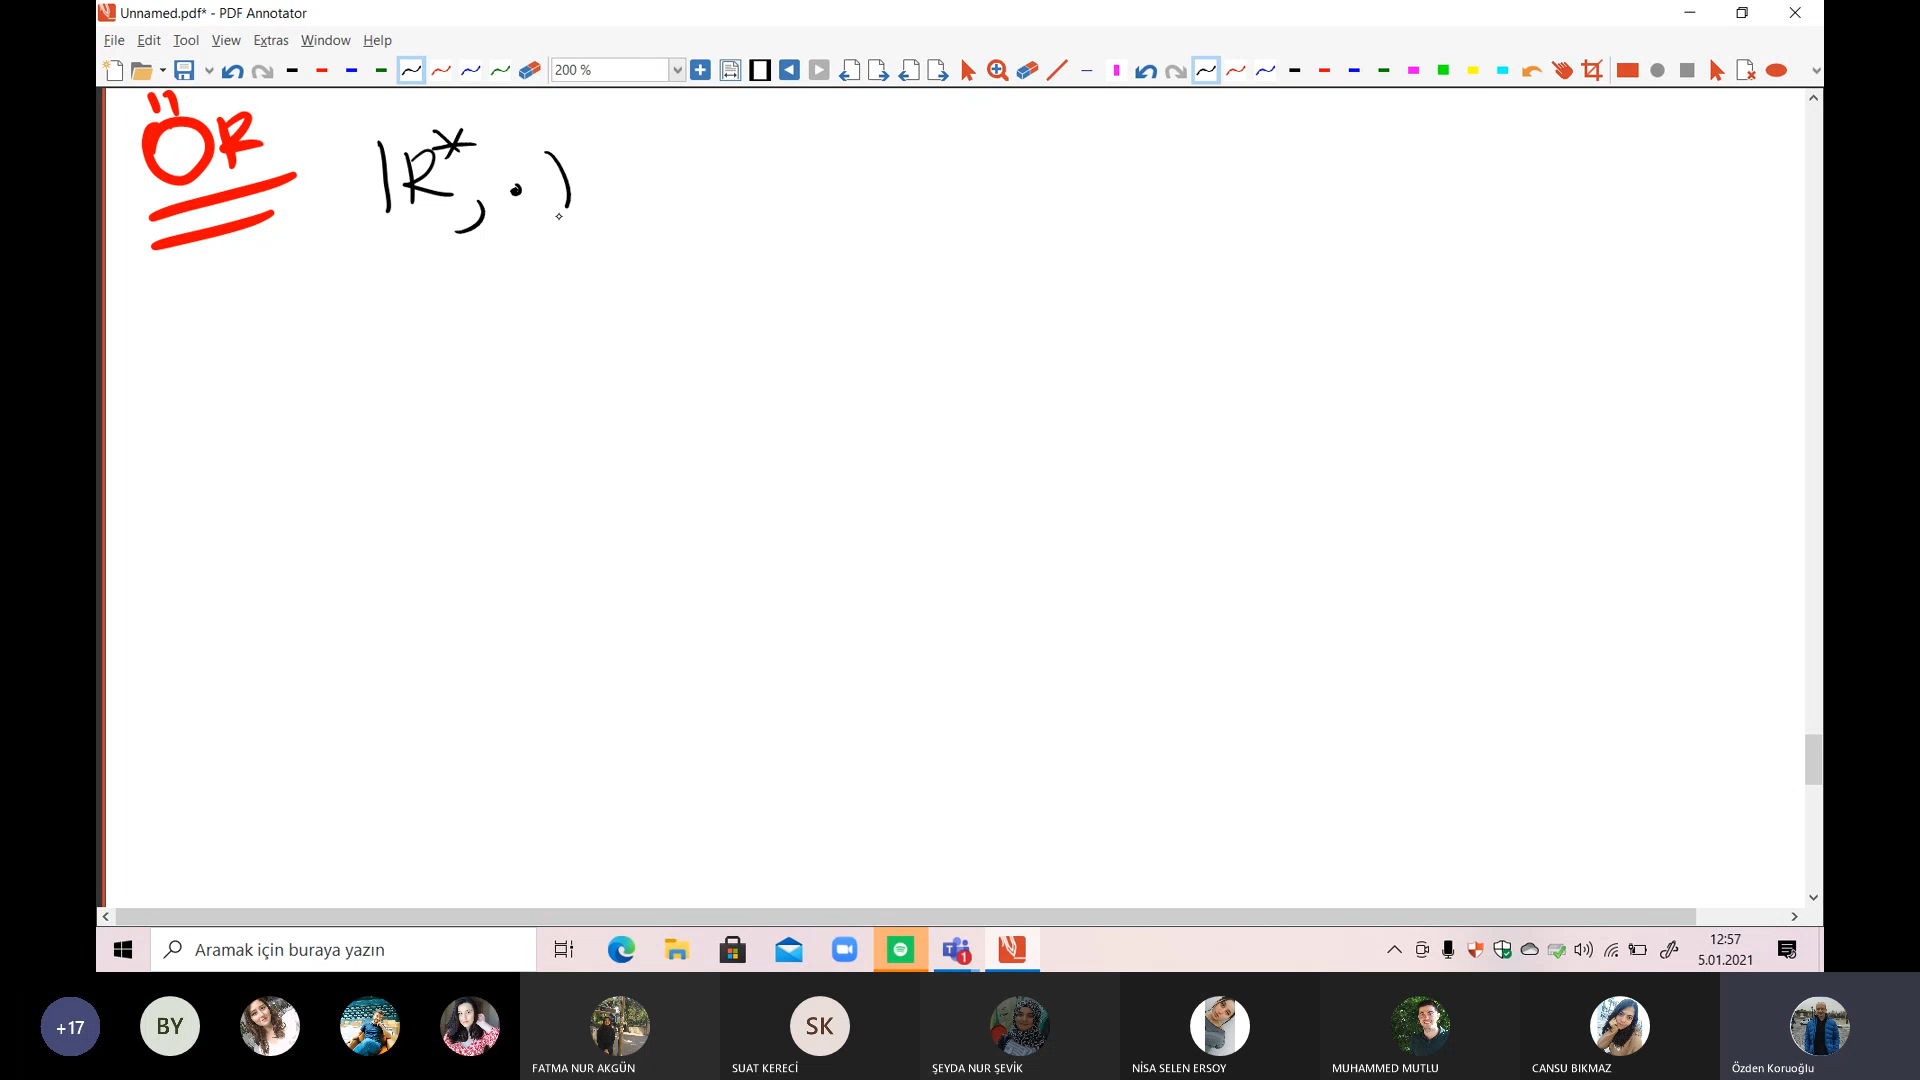 Unnamed.pdf* - PDF Annotator
File Edit Tool View Extras Window Help
200 %
ÖR
ℝ*, · )
Aramak için buraya yazın
1
12:57
5.01.2021
+17
BY
SK
FATMA NUR AKGÜN
SUAT KERECİ
ŞEYDA NUR ŞEVİK
NİSA SELEN ERSOY
MUHAMMED MUTLU
CANSU BIKMAZ
Özden Koruoğlu